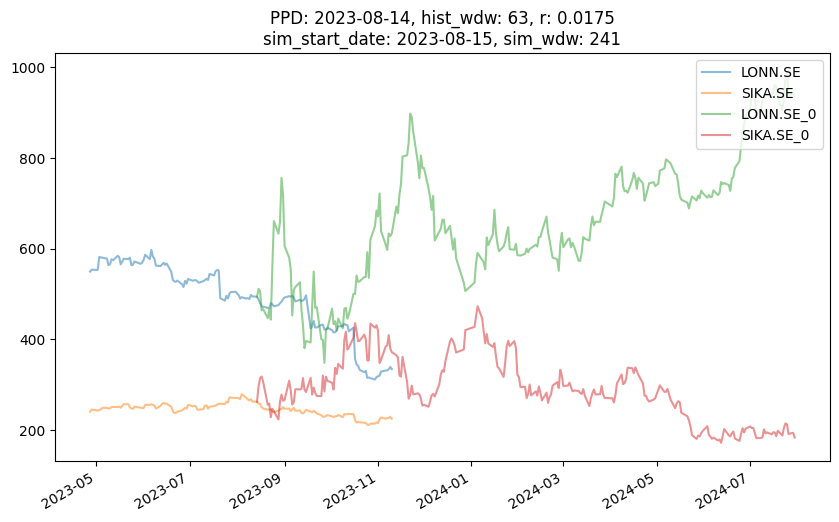 PPD: 2023-08-14, hist_wdw: 63, r: 0.0175
sim_start_date: 2023-08-15, sim_wdw: 241
LONN.SE
SIKA.SE
LONN.SE_0
SIKA.SE_0
1000
800
600
400
200
2023-05
2023-07
2023-09
2023-11
2024-01
2024-03
2024-05
2024-07